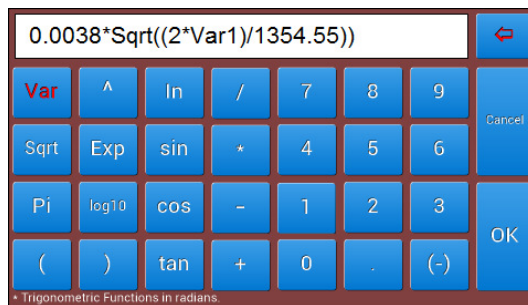 0.0038*Sqrt((2*Var1)/1354.55))
Var ^ ln / 7 8 9 Cancel
Sqrt Exp sin * 4 5 6
Pi log10 cos - 1 2 3 OK
( ) tan + 0 . (-)
* Trigonometric Functions in radians.